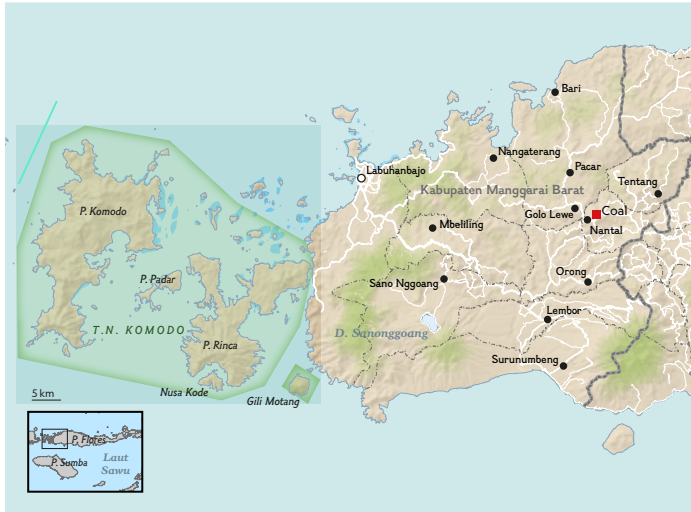 Bari
Nangaterang
Labuhanbajo
Pacar
Kabupaten Manggarai Barat
Tentang
P. Komodo
Golo Lewe
Coal
Nantal
Mbeliling
P. Padar
Sano Nggoang
Orong
T.N. KOMODO
Lembor
D. Sanonggoang
P. Rinca
Surunumbeng
Nusa Kode
5 km
Gili Motang
P. Flores
P. Sumba
Laut
Sawu